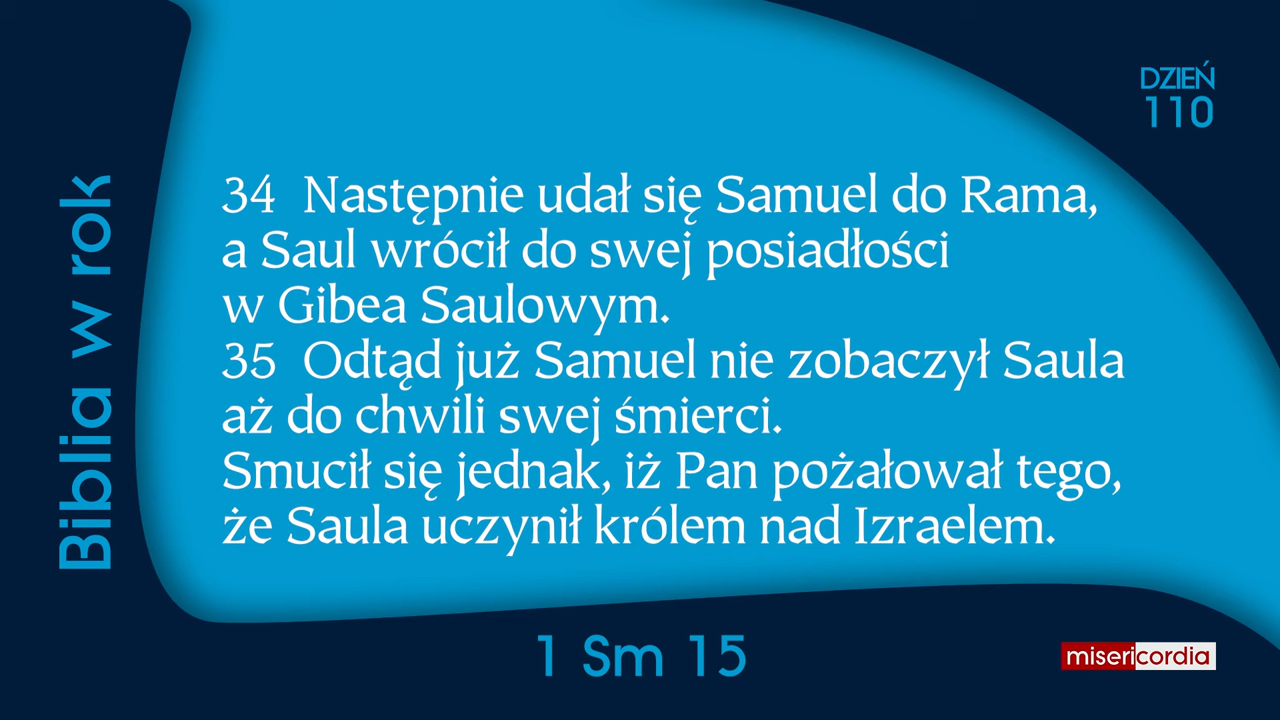 DZIEŃ
110
Biblia w rok
34 Następnie udał się Samuel do Rama,
a Saul wrócił do swej posiadłości
w Gibea Saulowym.
35 Odtąd już Samuel nie zobaczył Saula
aż do chwili swej śmierci.
Smucił się jednak, iż Pan pożałował tego,
że Saula uczynił królem nad Izraelem.
1 Sm 15
misericordia